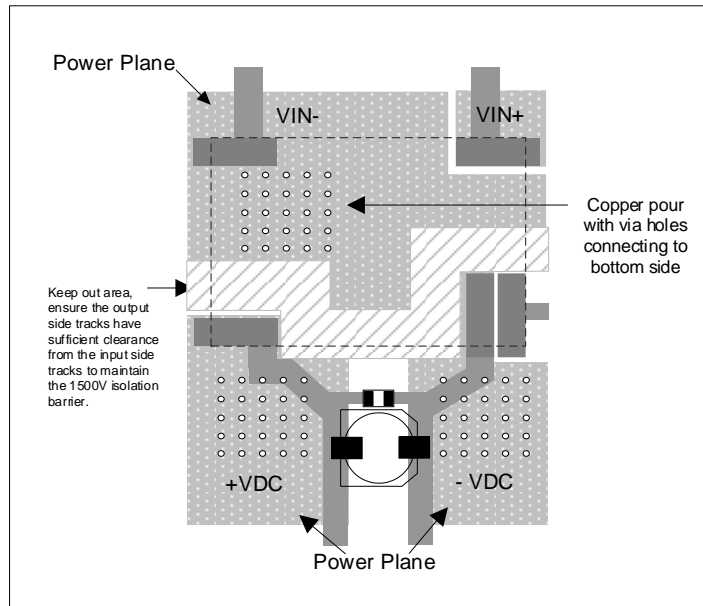 Power Plane
VIN-
VIN+
Copper pour
with via holes
connecting to
bottom side
Keep out area,
ensure the output
side tracks have
sufficient clearance
from the input side
tracks to maintain
the 1500V isolation
barrier.
+VDC
- VDC
Power Plane